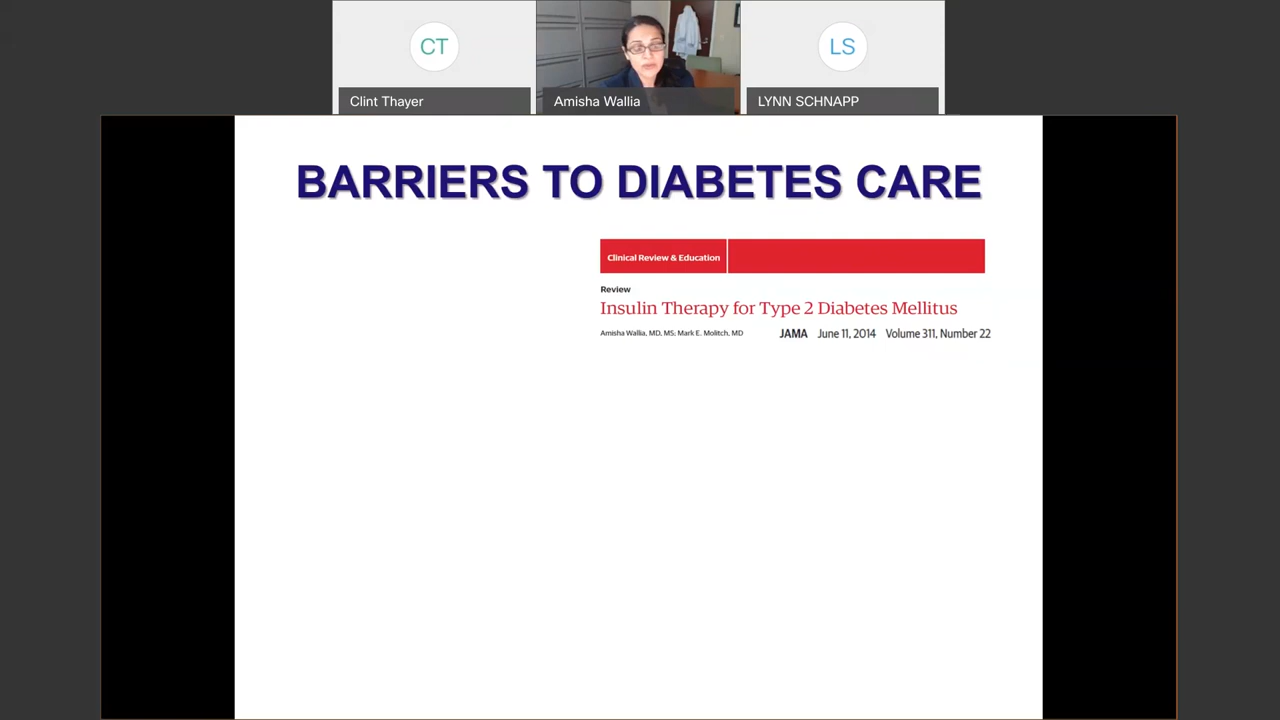 CT
LS
Clint Thayer
Amisha Wallia
LYNN SCHNAPP
BARRIERS TO DIABETES CARE
Clinical Review & Education
Review
Insulin Therapy for Type 2 Diabetes Mellitus
Amisha Wallia, MD, MS; Mark E. Molitch, MD
JAMA June 11, 2014 Volume 311, Number 22